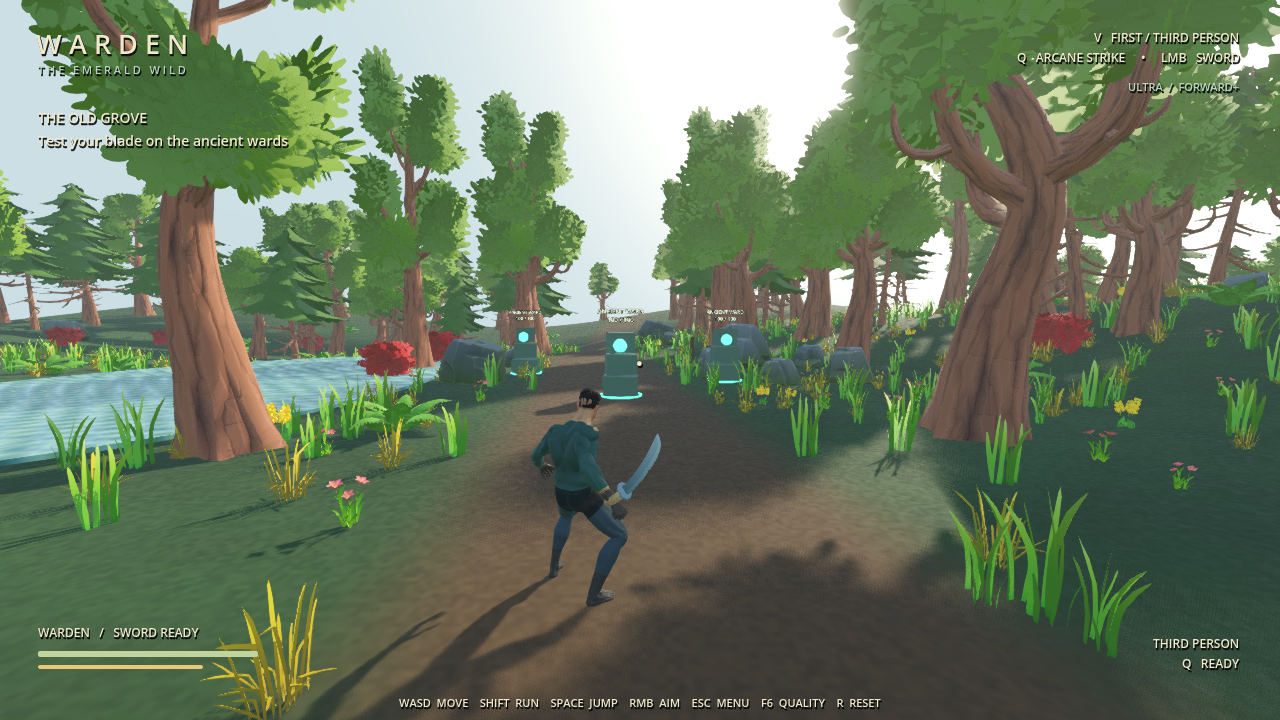 WARDEN
THE EMERALD WILD
THE OLD GROVE
Test your blade on the ancient wards
V FIRST / THIRD PERSON
Q ARCANE STRIKE • LMB SWORD
ULTRA / FORWARD+
ANCIENT WARD
WARDEN / SWORD READY
THIRD PERSON
Q READY
WASD MOVE SHIFT RUN SPACE JUMP RMB AIM ESC MENU F6 QUALITY R RESET